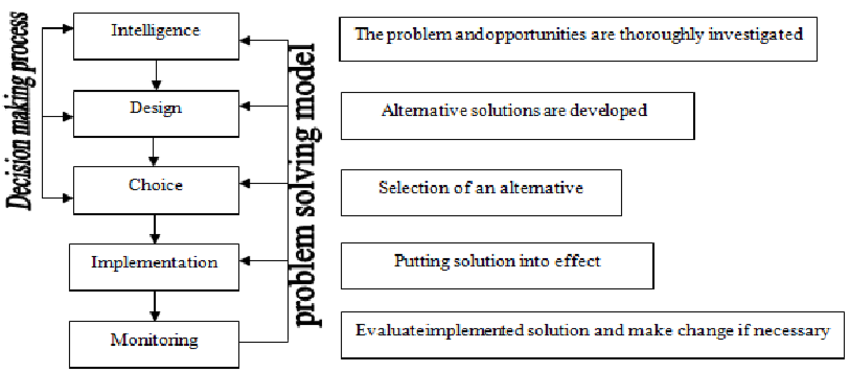 Decision making process
problem solving model
Intelligence
The problem andopportunities are thoroughly investigated
Design
Alternative solutions are developed
Choice
Selection of an alternative
Implementation
Putting solution into effect
Monitoring
Evaluateimplemented solution and make change if necessary